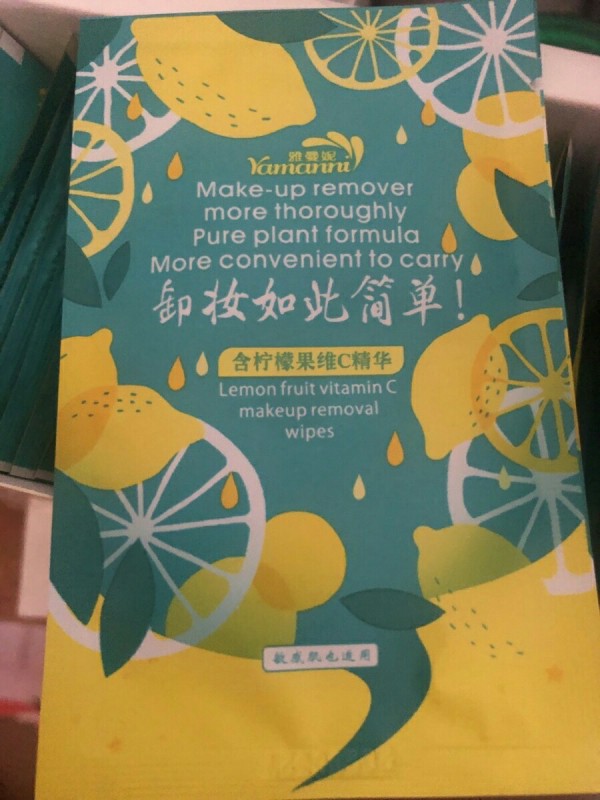 雅曼妮
Yamanni
Make-up remover
more thoroughly
Pure plant formula
More convenient to carry
卸妆如此简单!
含柠檬果维C精华
Lemon fruit vitamin C
makeup removal
wipes
敏感肌也适用